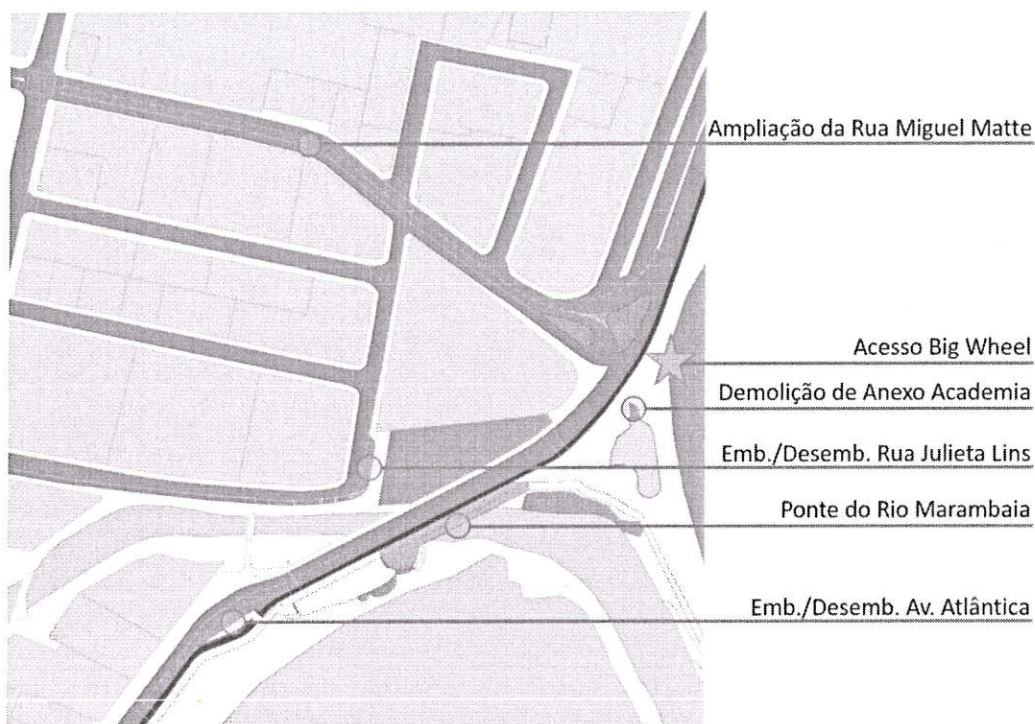 Ampliação da Rua Miguel Matte
Acesso Big Wheel
Demolição de Anexo Academia
Emb./Desemb. Rua Julieta Lins
Ponte do Rio Marambaia
Emb./Desemb. Av. Atlântica